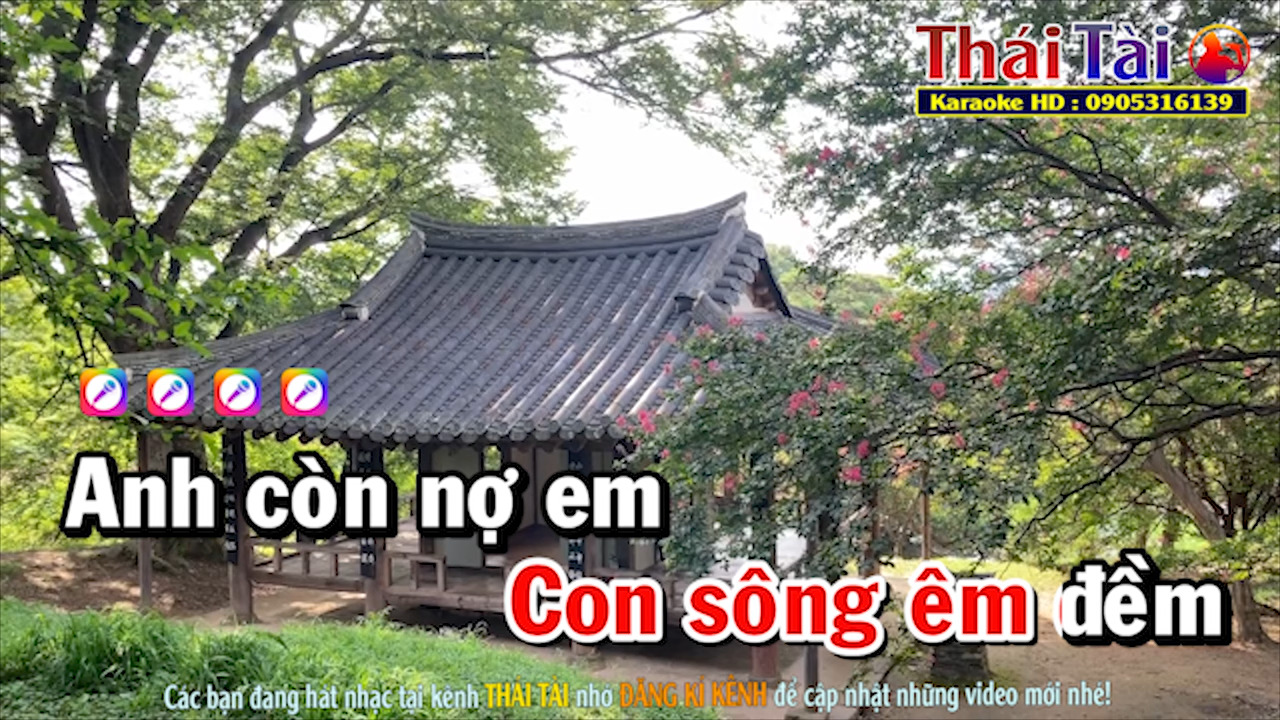 Thái Tài
Karaoke HD : 0905316139
Anh còn nợ em
Con sông êm đềm
Các bạn đang hát nhạc tại kênh THÁI TÀI nhớ ĐĂNG KÍ KÊNH để cập nhật những video mới nhé!